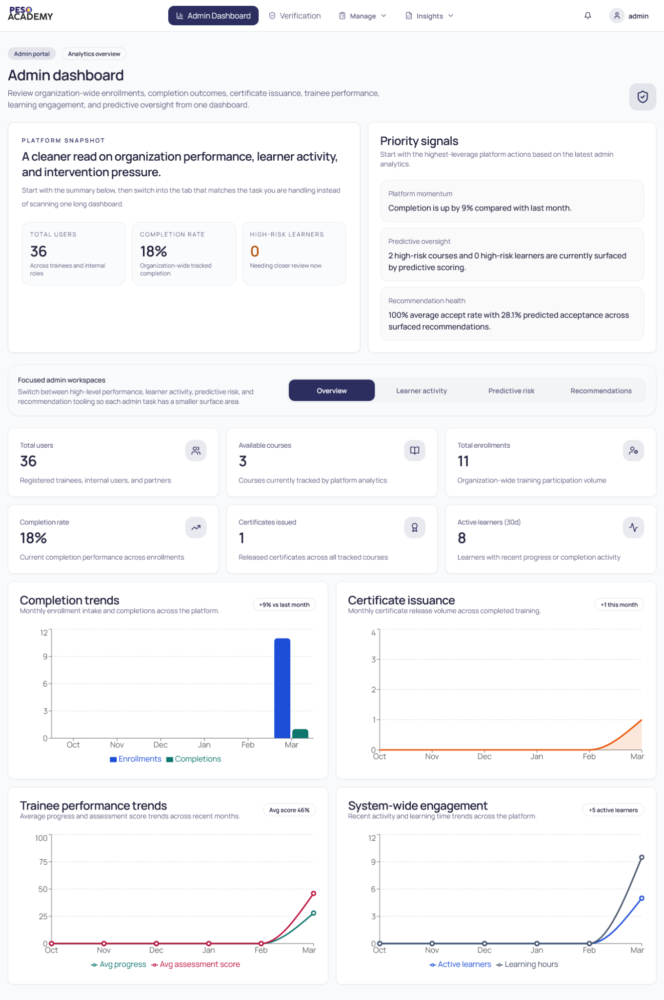 PESO
ACADEMY
Admin Dashboard
Verification
Manage
Insights
admin
Admin portal
Analytics overview
Admin dashboard
Review organization-wide enrollments, completion outcomes, certificate issuance, trainee performance,
learning engagement, and predictive oversight from one dashboard.
PLATFORM SNAPSHOT
A cleaner read on organization performance, learner activity,
and intervention pressure.
Start with the summary below, then switch into the tab that matches the task you are handling instead
of scanning one long dashboard.
TOTAL USERS
36
Across trainees and internal
roles
COMPLETION RATE
18%
Organization-wide tracked
completion
HIGH-RISK LEARNERS
0
Needing closer review now
Priority signals
Start with the highest-leverage platform actions based on the latest admin
analytics.
Platform momentum
Completion is up by 9% compared with last month.
Predictive oversight
2 high-risk courses and 0 high-risk learners are currently surfaced
by predictive scoring.
Recommendation health
100% average accept rate with 28.1% predicted acceptance across
surfaced recommendations.
Focused admin workspaces
Switch between high-level performance, learner activity, predictive risk, and
recommendation tooling so each admin task has a smaller surface area.
Overview
Learner activity
Predictive risk
Recommendations
Total users
36
Registered trainees, internal users, and partners
Available courses
3
Courses currently tracked by platform analytics
Total enrollments
11
Organization-wide training participation volume
Completion rate
18%
Current completion performance across enrollments
Certificates issued
1
Released certificates across all tracked courses
Active learners (30d)
8
Learners with recent progress or completion activity
Completion trends
Monthly enrollment intake and completions across the platform.
+9% vs last month
12
9
6
3
0
Oct Nov Dec Jan Feb Mar
Enrollments Completions
Certificate issuance
Monthly certificate release volume across completed training.
+1 this month
4
3
2
1
0
Oct Nov Dec Jan Feb Mar
Trainee performance trends
Average progress and assessment score trends across recent months.
Avg score 46%
100
75
50
25
0
Oct Nov Dec Jan Feb Mar
Avg progress Avg assessment score
System-wide engagement
Recent activity and learning time trends across the platform.
+5 active learners
12
9
6
3
0
Oct Nov Dec Jan Feb Mar
Active learners Learning hours